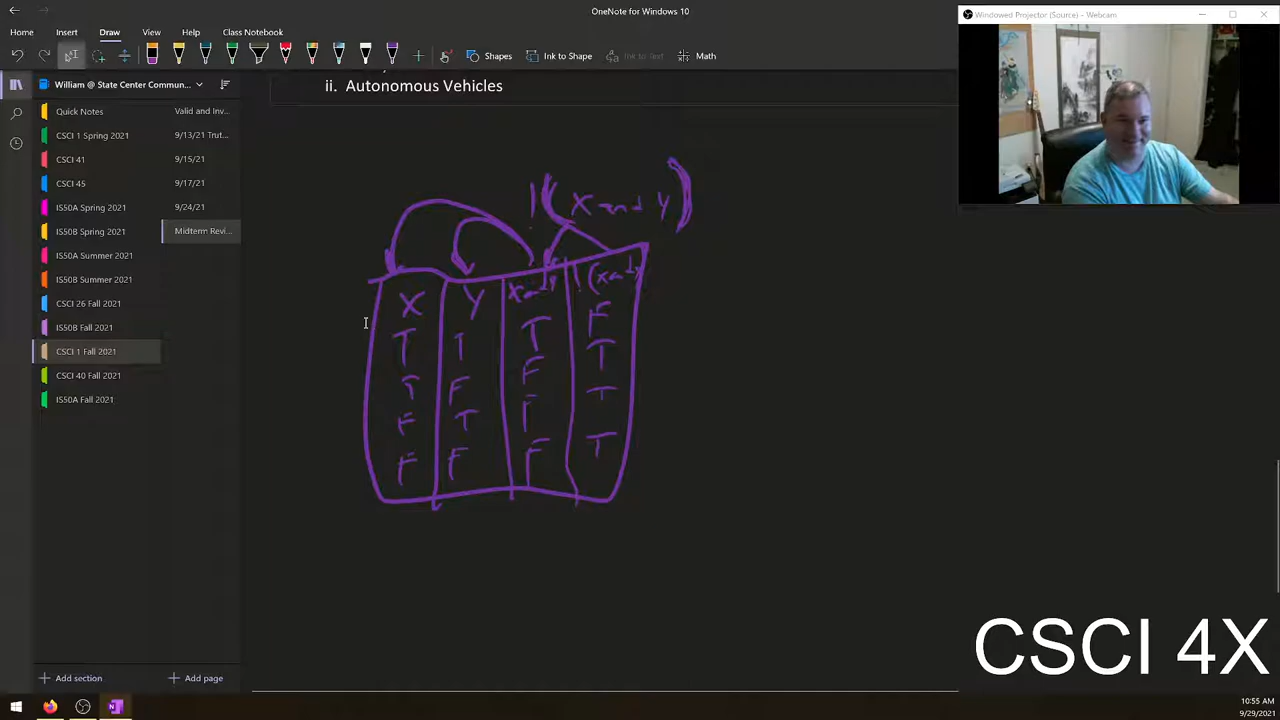 OneNote for Windows 10
Windowed Projector (Source) - Webcam
Insert Draw View Help Class Not
Shapes Ink to Shape Ink to Text Math
William @ State Center Commun...
ii. Autonomous Vehicles
Quick Notes
CSCI 1 Spring 2021
CSCI 41
CSCI 45
IS50A Spring 2021
IS50B Spring 2021
IS50A Summer 2021
IS50B Summer 2021
CSCI 26 Fall 2021
IS50B Fall 2021
CSCI 1 Fall 2021
CSCI 40 Fall 2021
IS50A Fall 2021
Valid and Inv...
9/13/21 Trut...
9/15/21
9/17/21
9/24/21
Midterm Revi...
!(X and Y)
X Y X and Y !(X and Y
T T T F
T F F T
F T F T
F F F T
CSCI 4X
Add section Add page
10:55 AM
9/29/2021